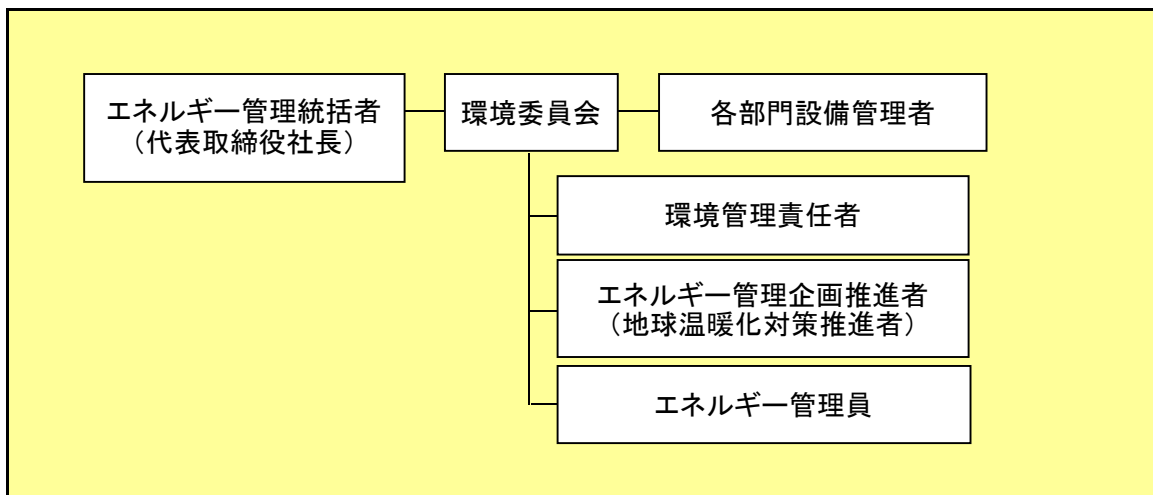 エネルギー管理統括者
（代表取締役社長）
環境委員会
各部門設備管理者
環境管理責任者
エネルギー管理企画推進者
（地球温暖化対策推進者）
エネルギー管理員